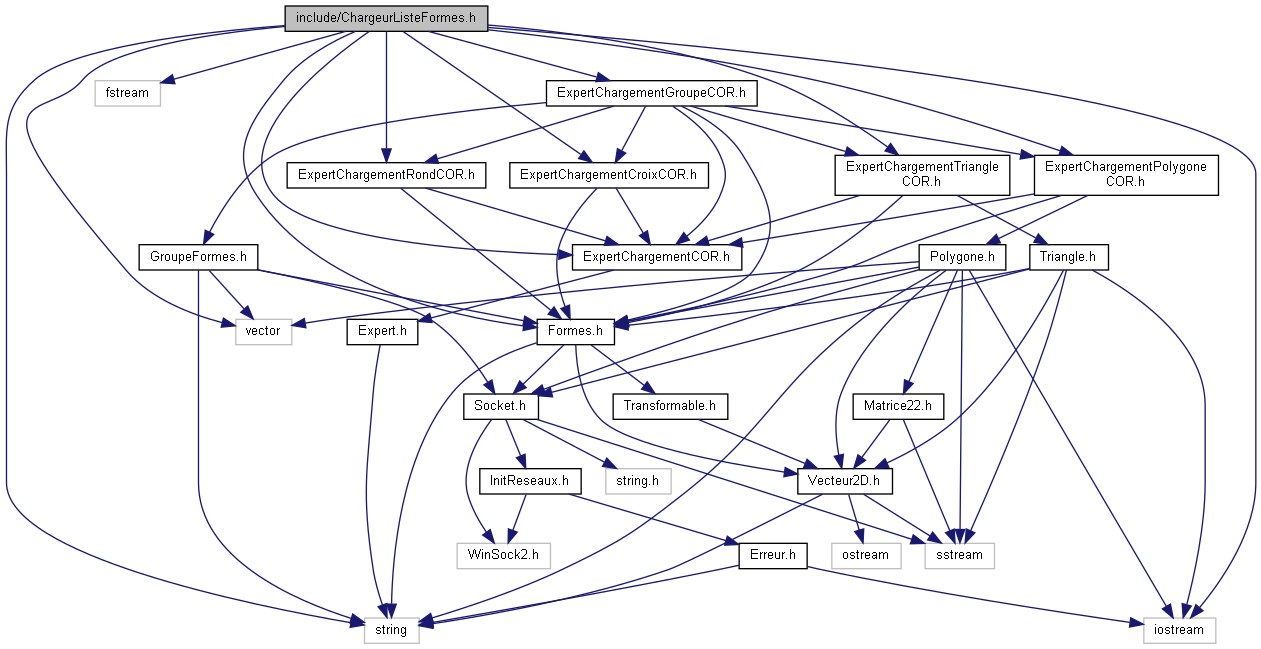 include/ChargeurListeFormes.h
fstream
ExpertChargementGroupeCOR.h
ExpertChargementRondCOR.h
ExpertChargementCroixCOR.h
ExpertChargementTriangle
COR.h
ExpertChargementPolygone
COR.h
GroupeFormes.h
ExpertChargementCOR.h
Polygone.h
Triangle.h
vector
Expert.h
Formes.h
Socket.h
Transformable.h
Matrice22.h
InitReseaux.h
string.h
Vecteur2D.h
WinSock2.h
Erreur.h
ostream
sstream
string
iostream